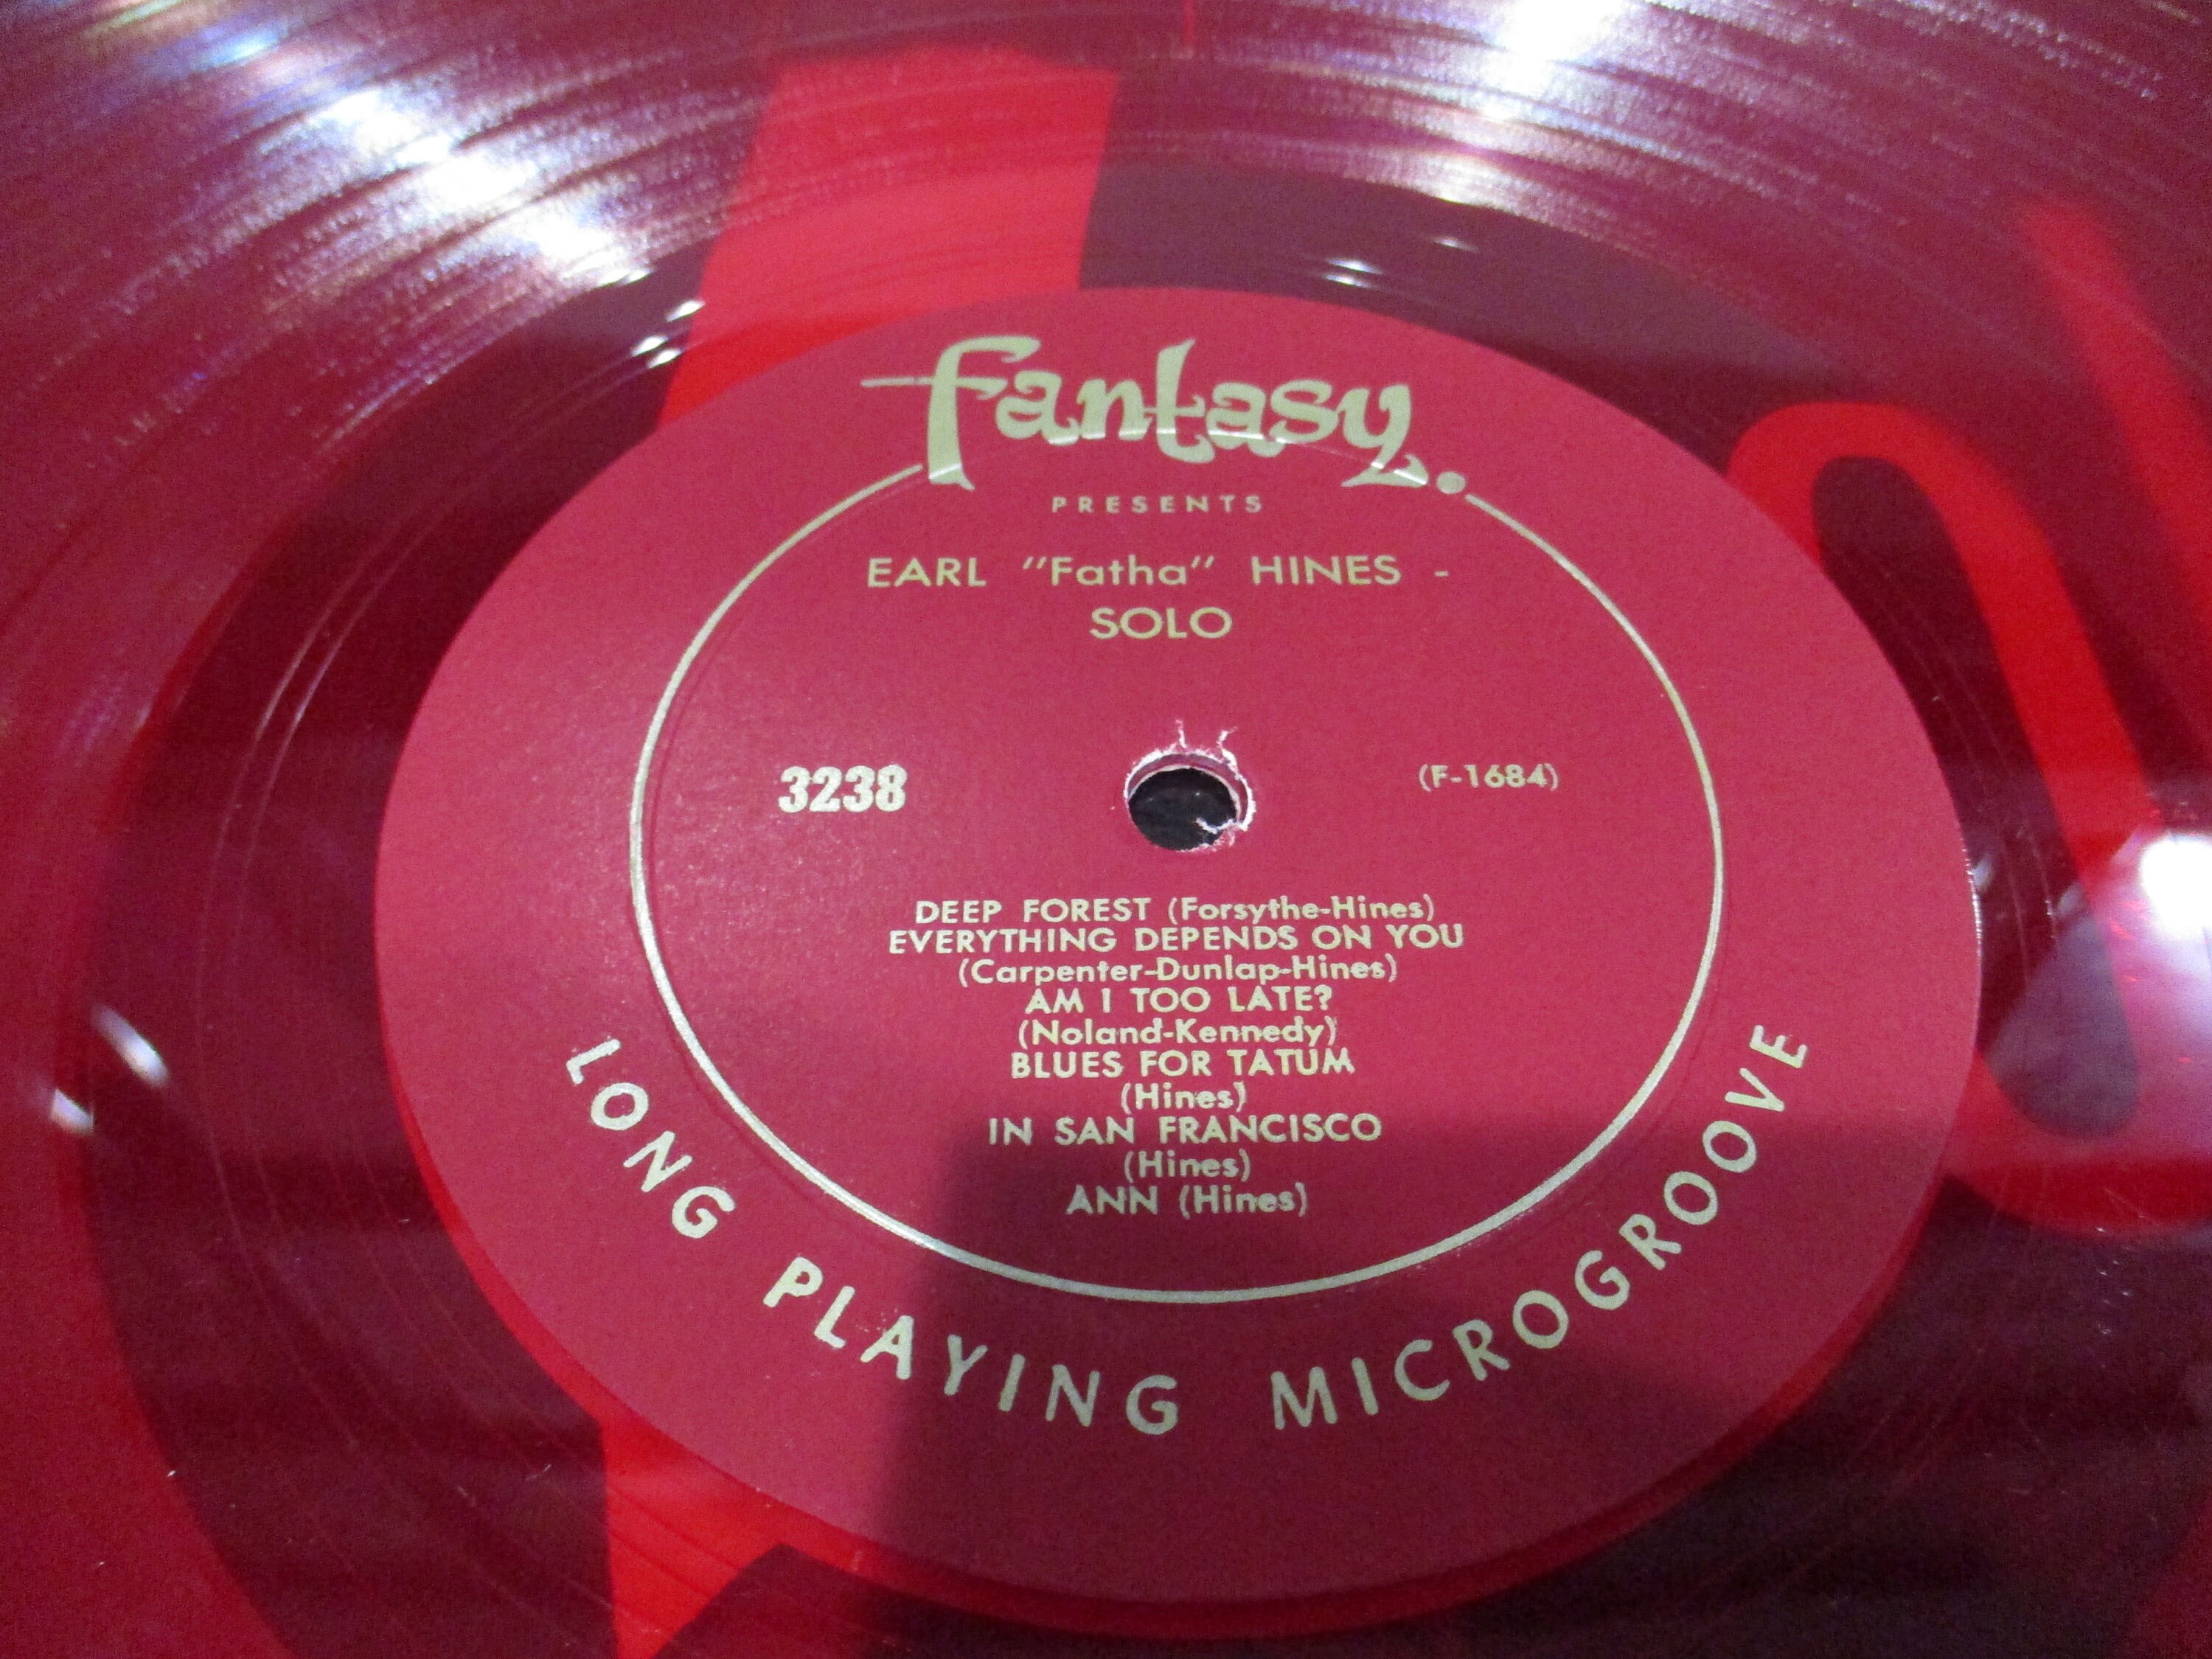 fantasy.
PRESENTS
EARL "Fatha" HINES -
SOLO
3238
(F-1684)
DEEP FOREST (Forsythe-Hines)
EVERYTHING DEPENDS ON YOU
(Carpenter-Dunlap-Hines)
AM I TOO LATE?
(Noland-Kennedy)
BLUES FOR TATUM
(Hines)
IN SAN FRANCISCO
(Hines)
ANN (Hines)
LONG PLAYING MICROGROOVE